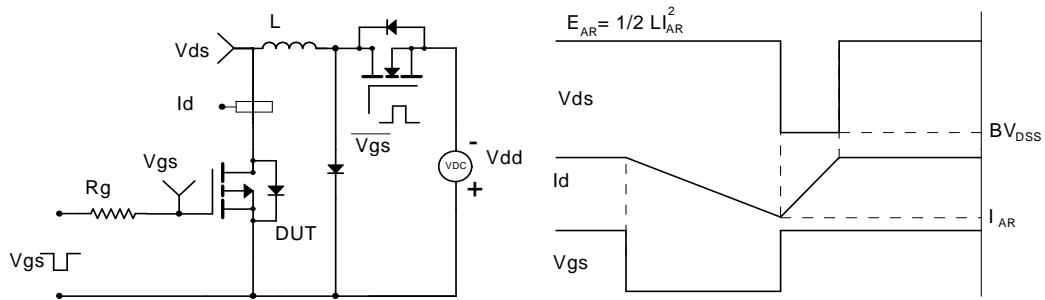 L
Vds
Id
Vgs
Vgs
Rg
DUT
Vgs
-
VDC
+
Vdd
E_AR= 1/2 LI_AR^2
Vds
BV_DSS
Id
I_AR
Vgs